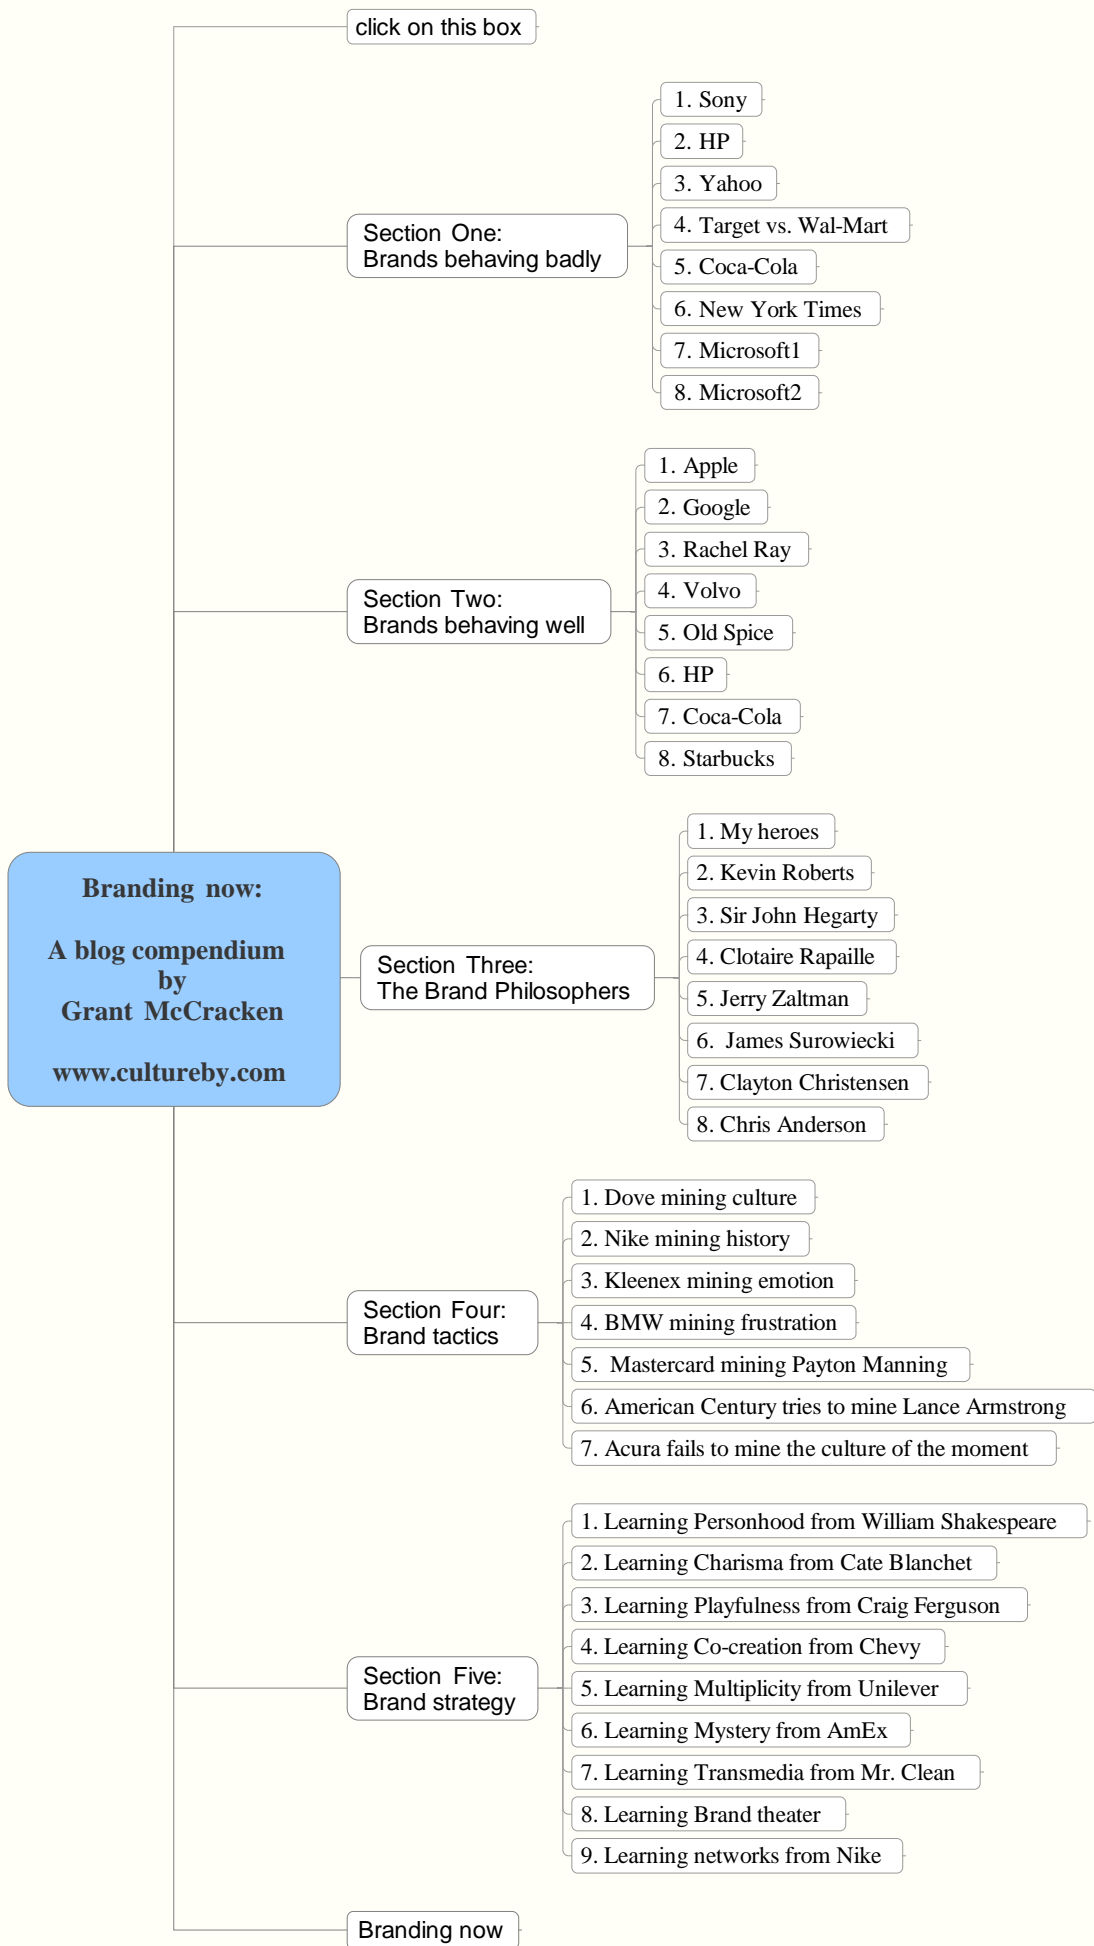 click on this box
Section One:
Brands behaving badly
1. Sony
2. HP
3. Yahoo
4. Target vs. Wal-Mart
5. Coca-Cola
6. New York Times
7. Microsoft1
8. Microsoft2
Section Two:
Brands behaving well
1. Apple
2. Google
3. Rachel Ray
4. Volvo
5. Old Spice
6. HP
7. Coca-Cola
8. Starbucks
Branding now:
A blog compendium
by
Grant McCracken
www.cultureby.com
Section Three:
The Brand Philosophers
1. My heroes
2. Kevin Roberts
3. Sir John Hegarty
4. Clotaire Rapaille
5. Jerry Zaltman
6. James Surowiecki
7. Clayton Christensen
8. Chris Anderson
Section Four:
Brand tactics
1. Dove mining culture
2. Nike mining history
3. Kleenex mining emotion
4. BMW mining frustration
5. Mastercard mining Payton Manning
6. American Century tries to mine Lance Armstrong
7. Acura fails to mine the culture of the moment
Section Five:
Brand strategy
1. Learning Personhood from William Shakespeare
2. Learning Charisma from Cate Blanchet
3. Learning Playfulness from Craig Ferguson
4. Learning Co-creation from Chevy
5. Learning Multiplicity from Unilever
6. Learning Mystery from AmEx
7. Learning Transmedia from Mr. Clean
8. Learning Brand theater
9. Learning networks from Nike
Branding now